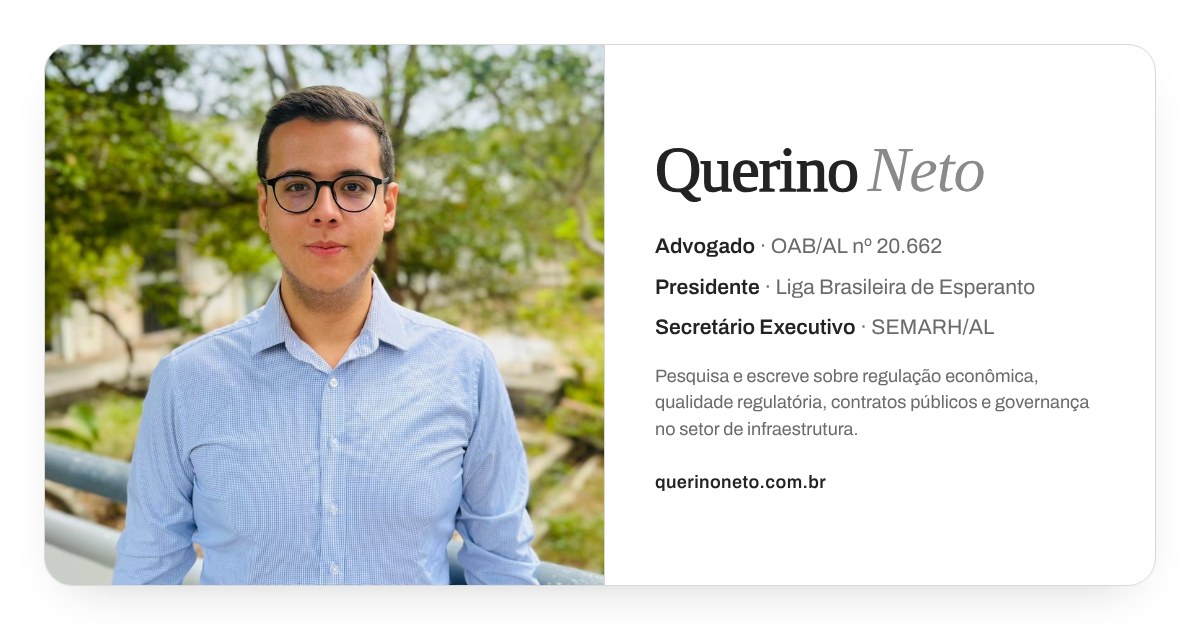 Querino Neto
Advogado · OAB/AL nº 20.662
Presidente · Liga Brasileira de Esperanto
Secretário Executivo · SEMARH/AL
Pesquisa e escreve sobre regulação econômica,
qualidade regulatória, contratos públicos e governança
no setor de infraestrutura.
querinoneto.com.br